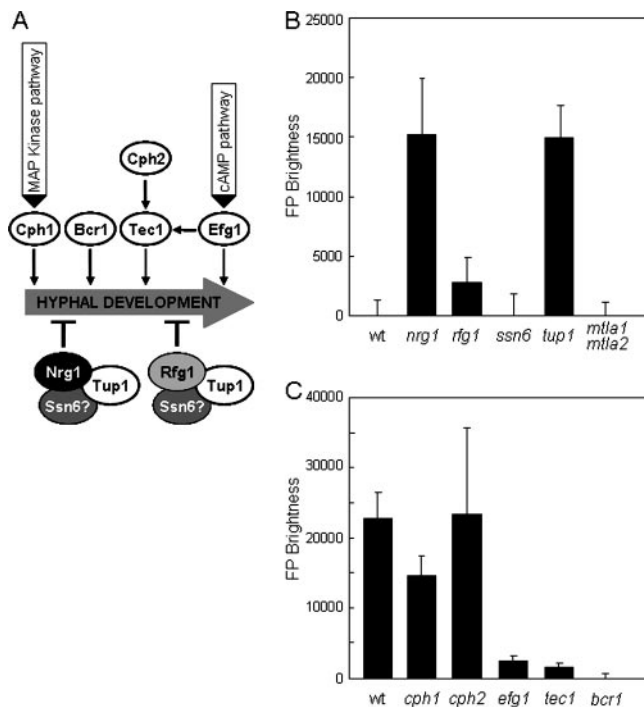 A
MAP Kinase pathway
cAMP pathway
Cph2
Cph1
Bcr1
Tec1
Efg1
HYPHAL DEVELOPMENT
Nrg1
Tup1
Ssn6?
Rfg1
Tup1
Ssn6?
B
FP Brightness
25000
20000
15000
10000
5000
0
wt nrg1 rfg1 ssn6 tup1 mtla1
mtla2
C
FP Brightness
40000
30000
20000
10000
0
wt cph1 cph2 efg1 tec1 bcr1